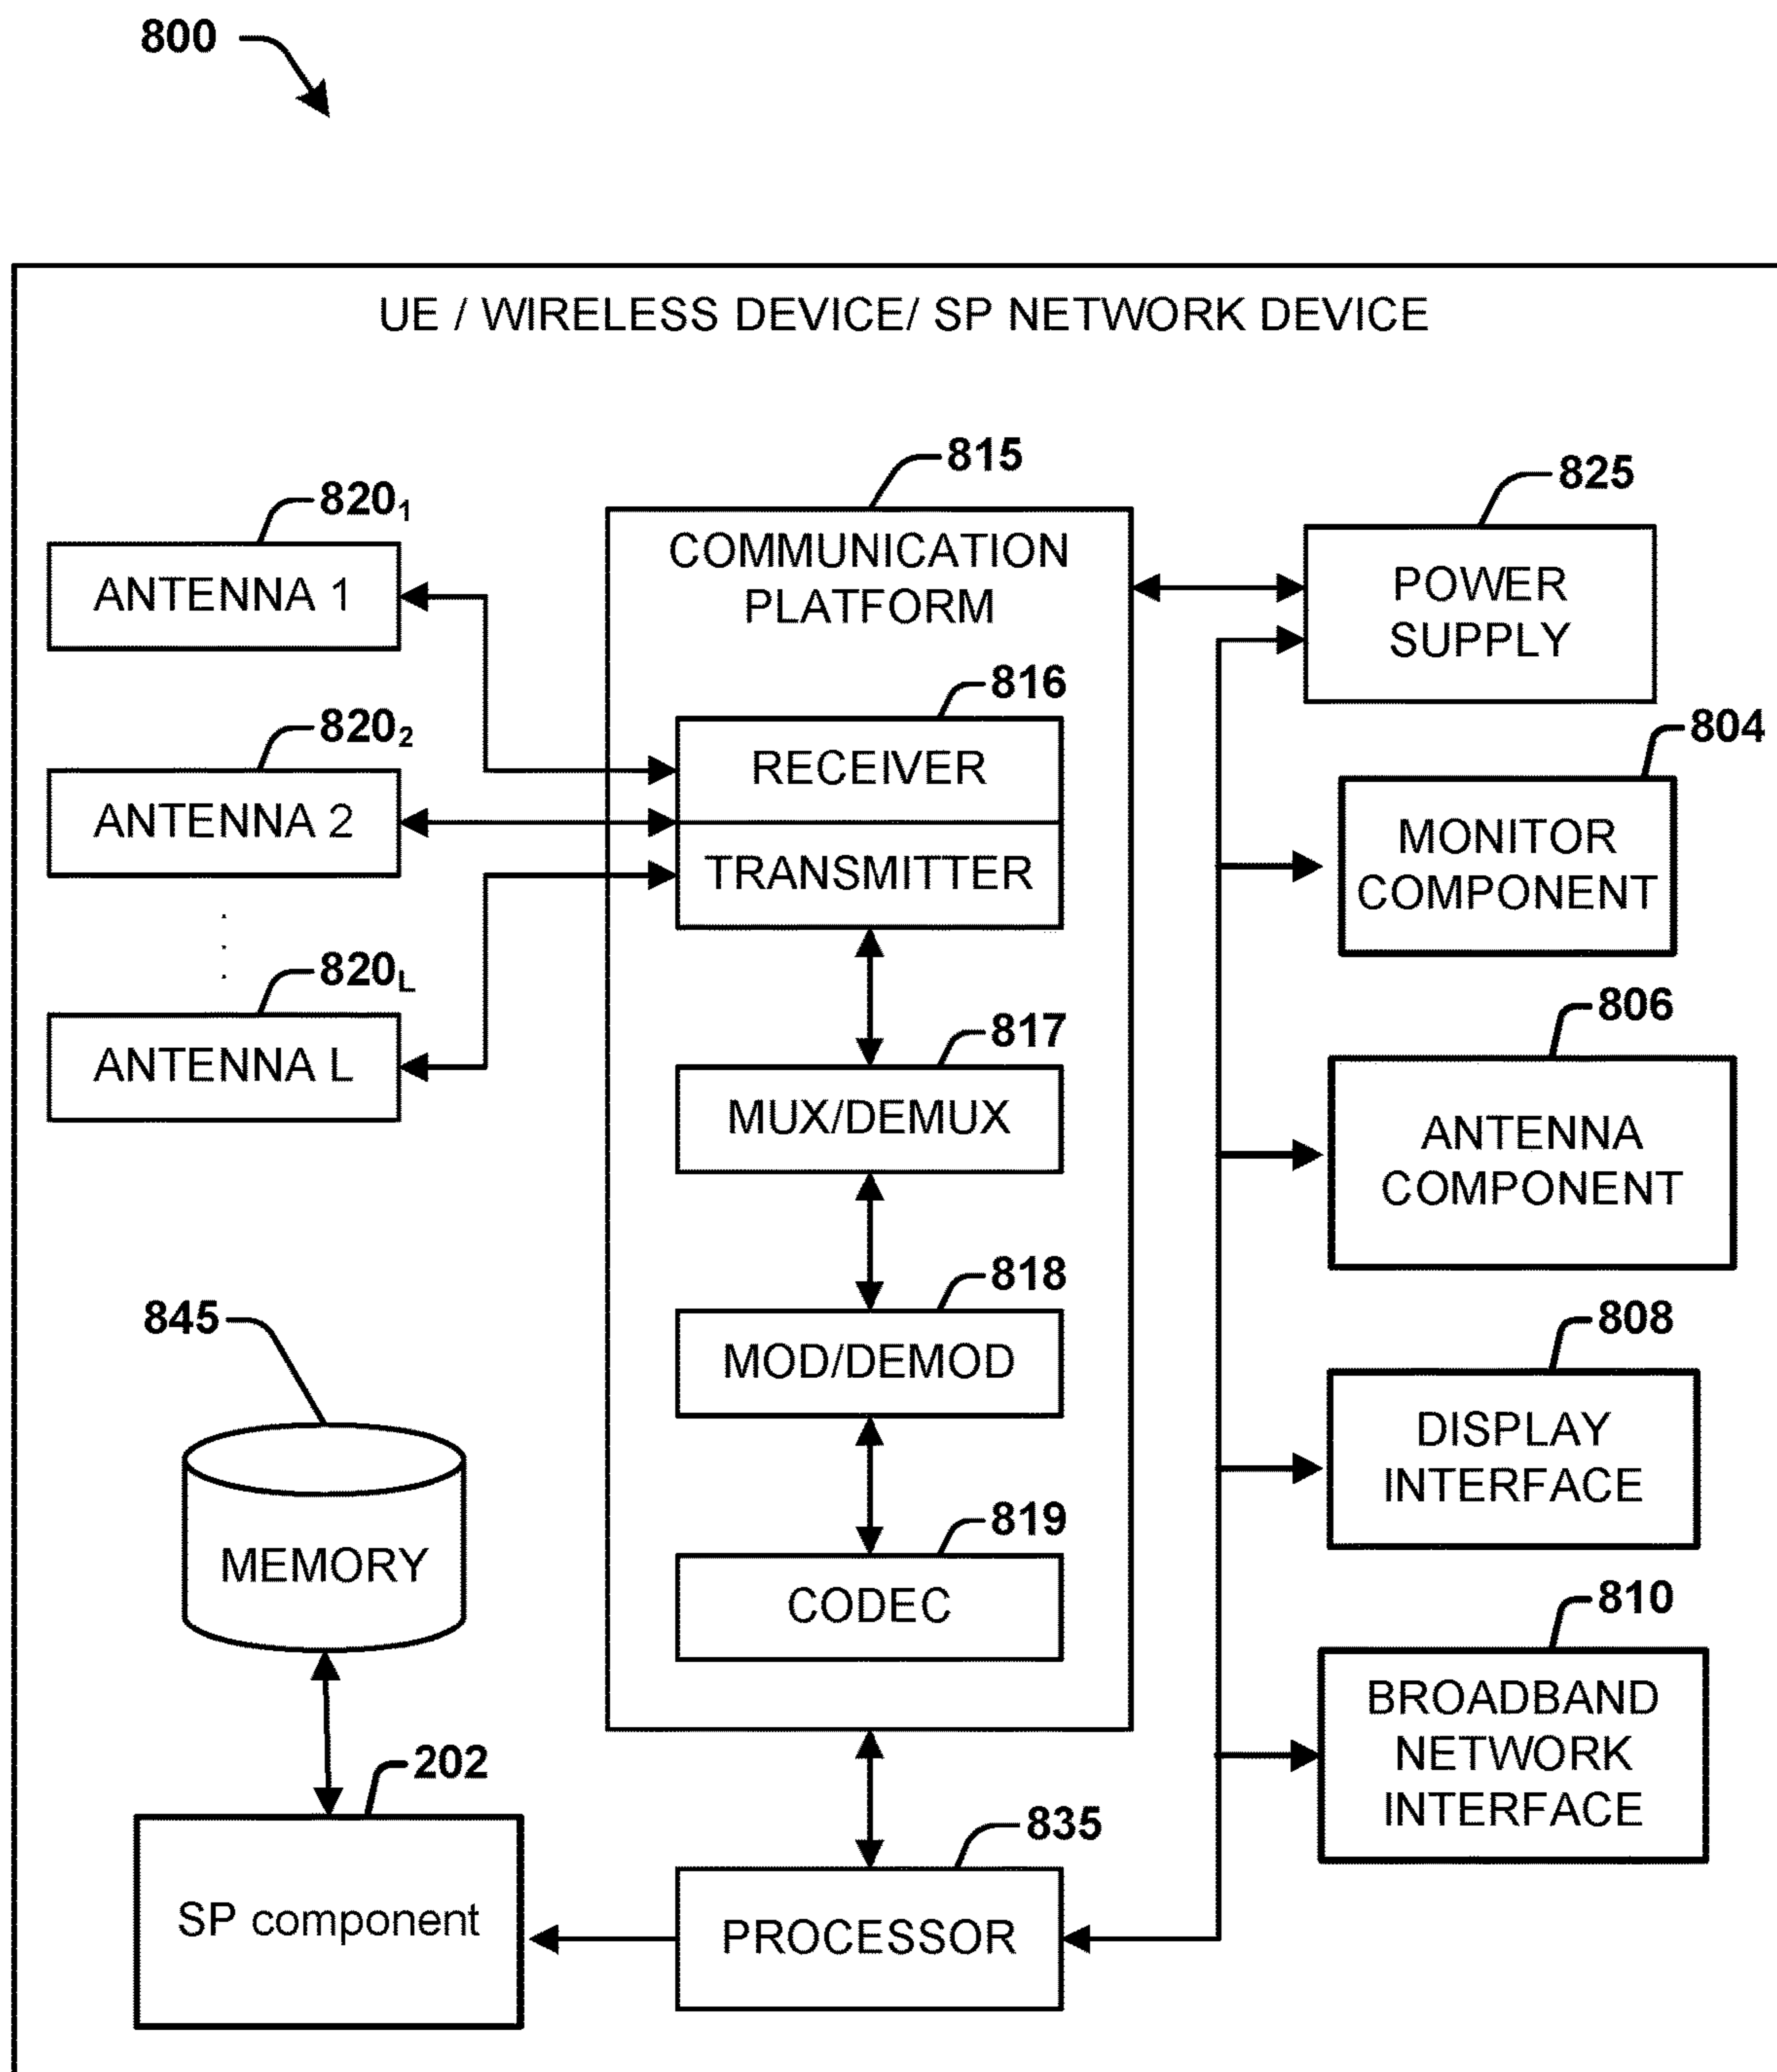 800
UE / WIRELESS DEVICE/ SP NETWORK DEVICE
815
825
820₁
COMMUNICATION
PLATFORM
POWER
SUPPLY
ANTENNA 1
816
804
820₂
RECEIVER
ANTENNA 2
MONITOR
COMPONENT
TRANSMITTER
.
.
.
820L
806
817
ANTENNA L
MUX/DEMUX
ANTENNA
COMPONENT
818
845
808
MOD/DEMOD
DISPLAY
INTERFACE
819
MEMORY
CODEC
810
BROADBAND
NETWORK
INTERFACE
202
835
SP component
PROCESSOR